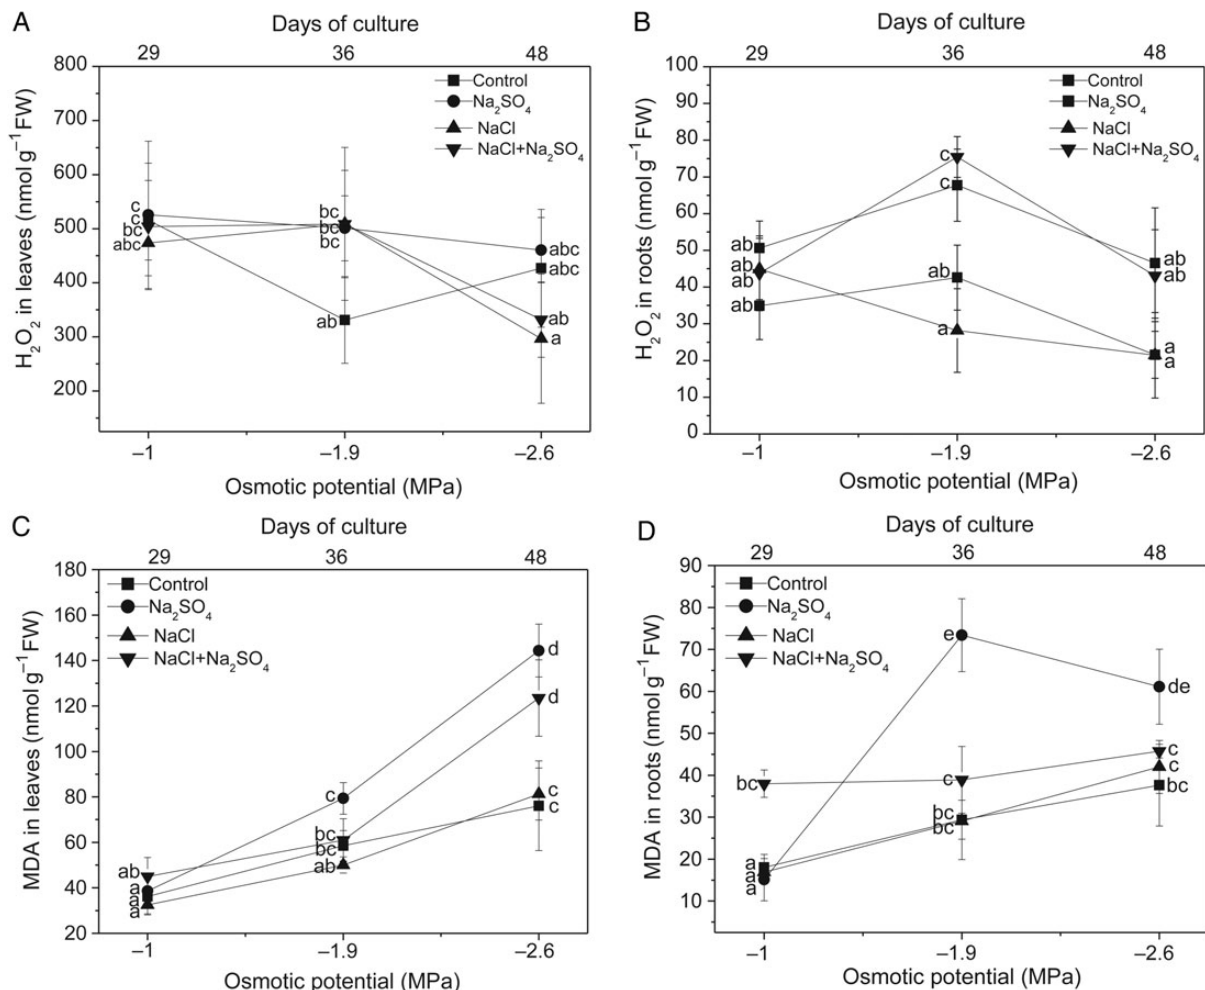 A
Days of culture
29 36 48
800
700
600
500
400
300
200
H₂O₂ in leaves (nmol g⁻¹ FW)
Control
Na₂SO₄
NaCl
NaCl+Na₂SO₄
c
c
bc
abc
bc
bc
bc
ab
abc
abc
ab
a
–1 –1.9 –2.6
Osmotic potential (MPa)
B
Days of culture
29 36 48
100
90
80
70
60
50
40
30
20
10
0
H₂O₂ in roots (nmol g⁻¹ FW)
Control
Na₂SO₄
NaCl
NaCl+Na₂SO₄
ab
ab
ab
ab
c
c
ab
a
ab
ab
a
a
–1 –1.9 –2.6
Osmotic potential (MPa)
C
Days of culture
29 36 48
180
160
140
120
100
80
60
40
20
MDA in leaves (nmol g⁻¹ FW)
Control
Na₂SO₄
NaCl
NaCl+Na₂SO₄
ab
a
a
a
c
bc
bc
ab
d
d
c
c
–1 –1.9 –2.6
Osmotic potential (MPa)
D
Days of culture
29 36 48
90
80
70
60
50
40
30
20
10
MDA in roots (nmol g⁻¹ FW)
Control
Na₂SO₄
NaCl
NaCl+Na₂SO₄
bc
a
a
a
e
c
bc
bc
de
c
c
bc
–1 –1.9 –2.6
Osmotic potential (MPa)